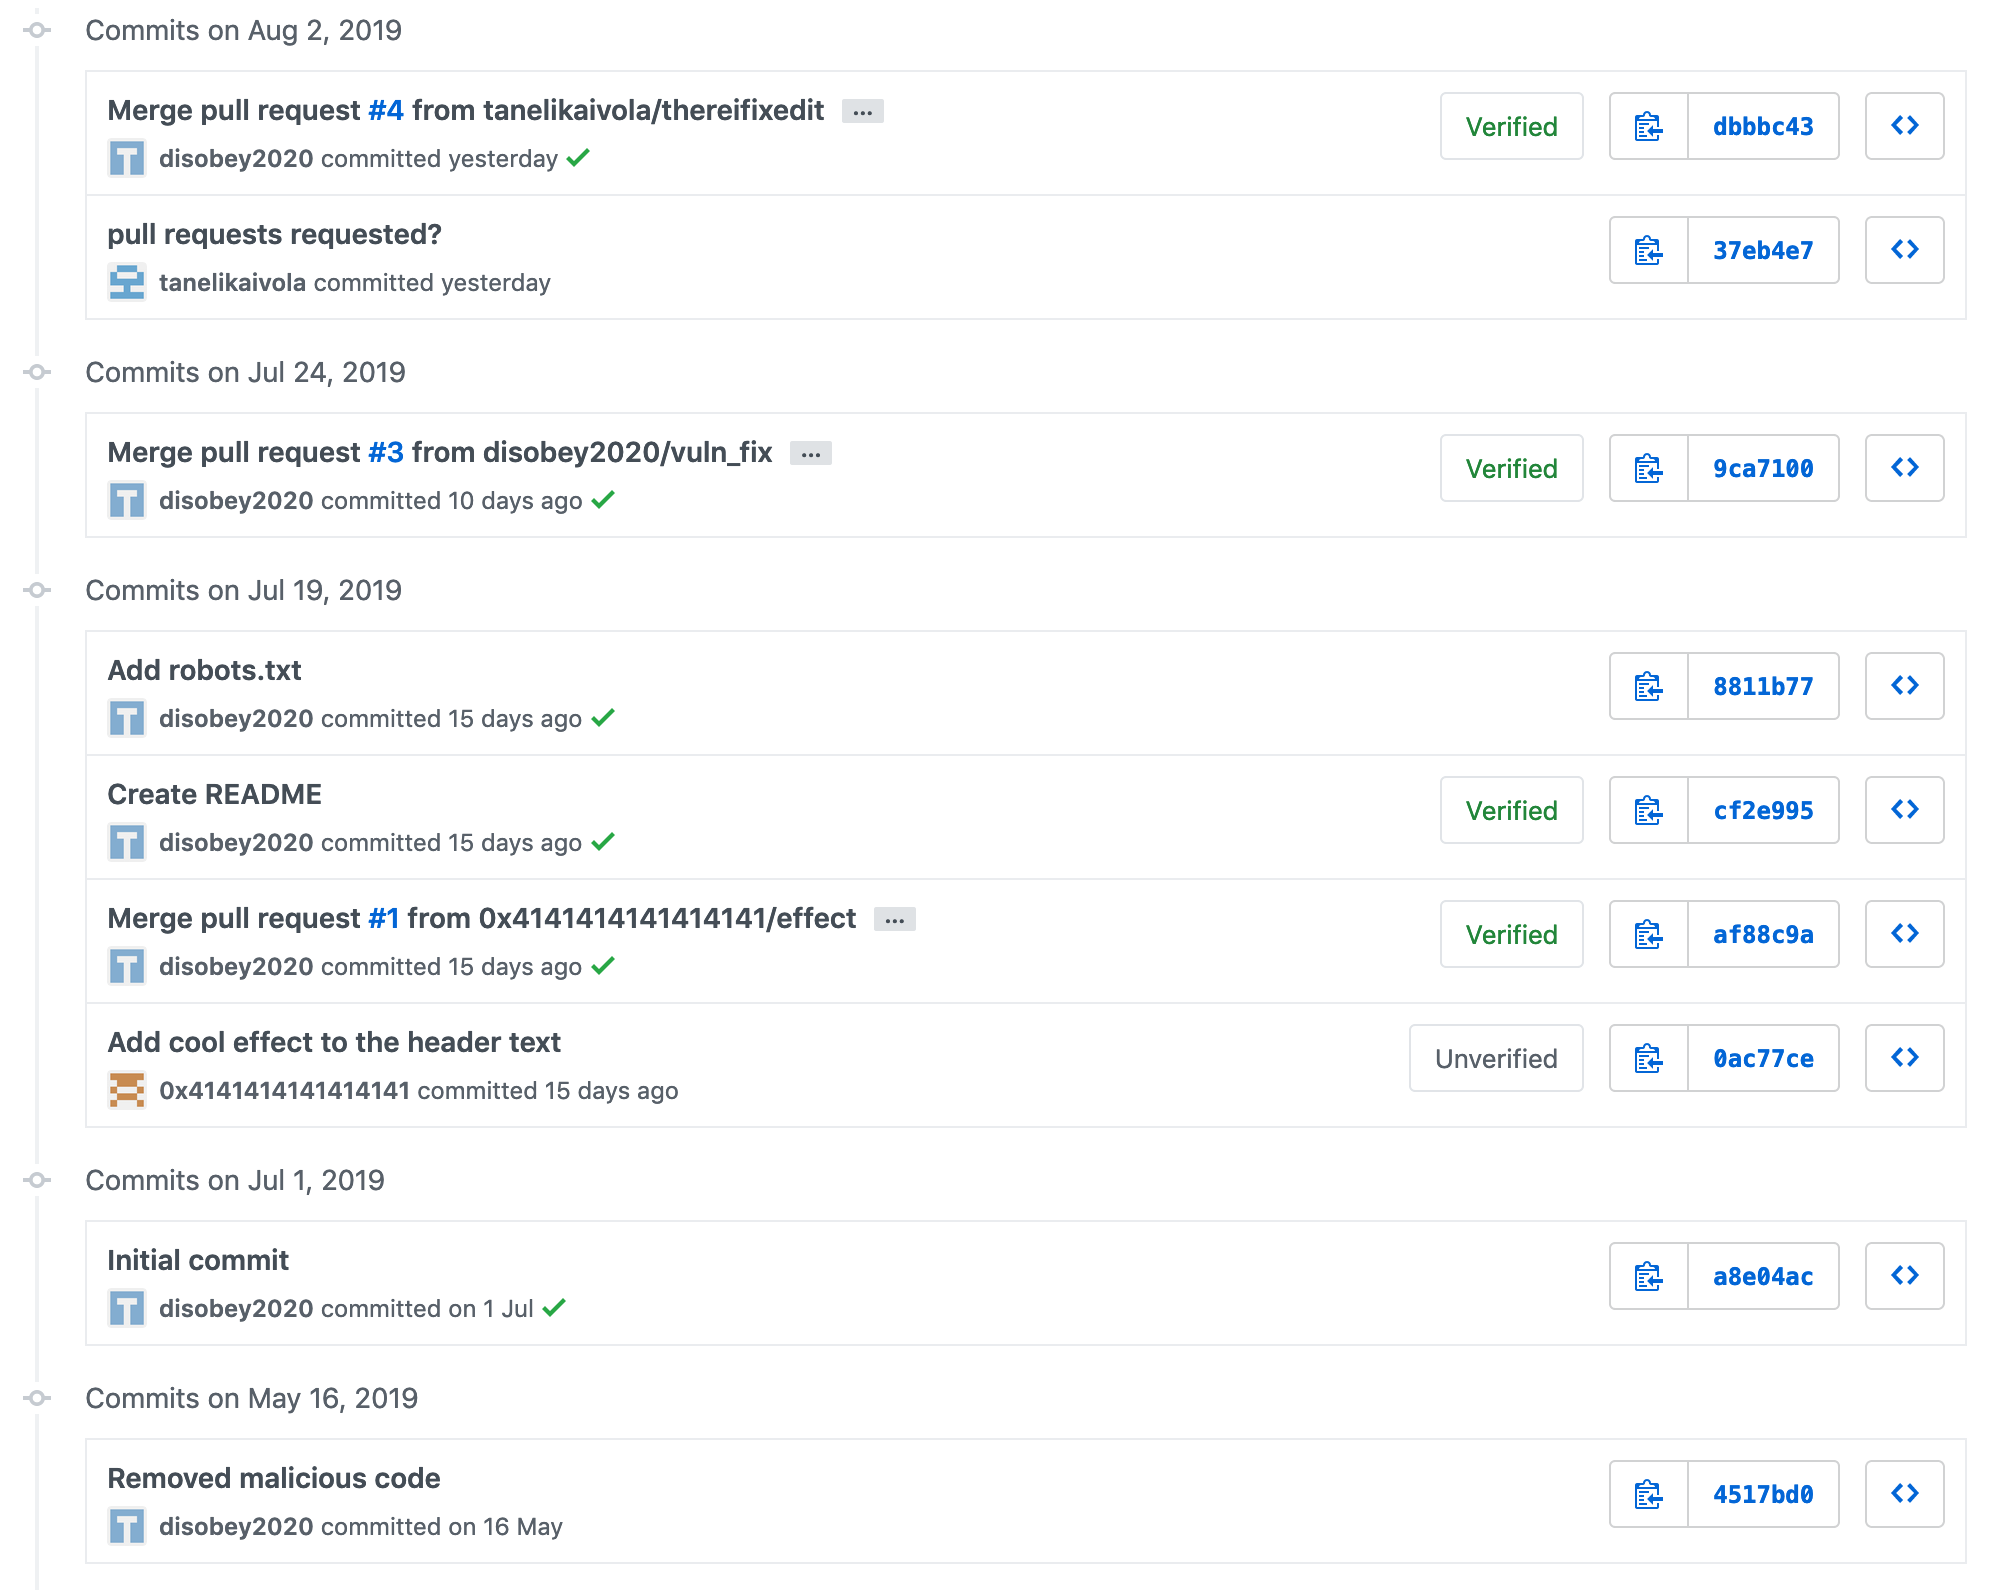 Commits on Aug 2, 2019
Merge pull request #4 from tanelikaivola/thereifixedit …
Verified
dbbbc43
disobey2020 committed yesterday
pull requests requested?
37eb4e7
tanelikaivola committed yesterday
Commits on Jul 24, 2019
Merge pull request #3 from disobey2020/vuln_fix …
Verified
9ca7100
disobey2020 committed 10 days ago
Commits on Jul 19, 2019
Add robots.txt
8811b77
disobey2020 committed 15 days ago
Create README
Verified
cf2e995
disobey2020 committed 15 days ago
Merge pull request #1 from 0x4141414141414141/effect …
Verified
af88c9a
disobey2020 committed 15 days ago
Add cool effect to the header text
Unverified
0ac77ce
0x4141414141414141 committed 15 days ago
Commits on Jul 1, 2019
Initial commit
a8e04ac
disobey2020 committed on 1 Jul
Commits on May 16, 2019
Removed malicious code
4517bd0
disobey2020 committed on 16 May